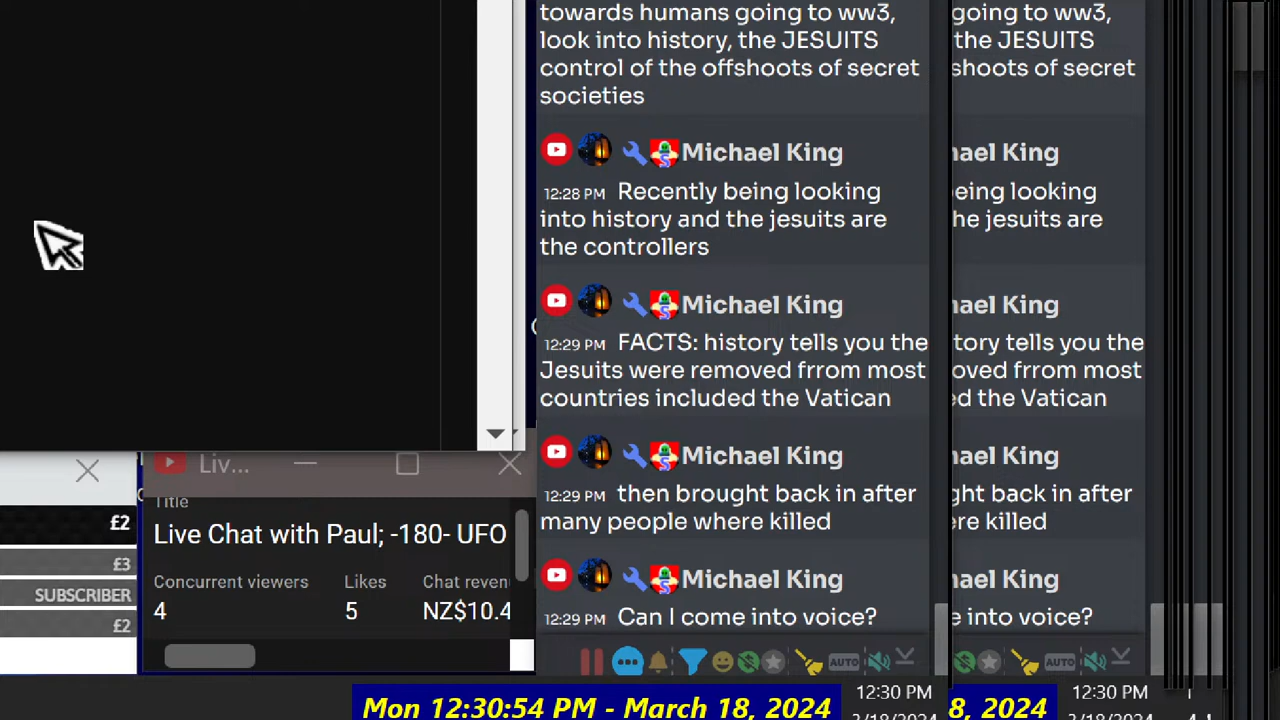 towards humans going to ww3,
look into history, the JESUITS
control of the offshoots of secret
societies
Michael King
12:28 PM Recently being looking
into history and the jesuits are
the controllers
Michael King
12:29 PM FACTS: history tells you the
Jesuits were removed frrom most
countries included the Vatican
Michael King
12:29 PM then brought back in after
many people where killed
Michael King
12:29 PM Can I come into voice?
AUTO
going to ww3,
the JESUITS
shoots of secret
ael King
eing looking
he jesuits are
ael King
tory tells you the
oved frrom most
ed the Vatican
ael King
ght back in after
ere killed
ael King
e into voice?
AUTO
£2
£3
SUBSCRIBER
£2
Liv...
Title
Live Chat with Paul; -180- UFO
Concurrent viewers Likes Chat reven
4 5 NZ$10.4
Mon 12:30:54 PM - March 18, 2024
12:30 PM
3/18/2024
8, 2024
12:30 PM